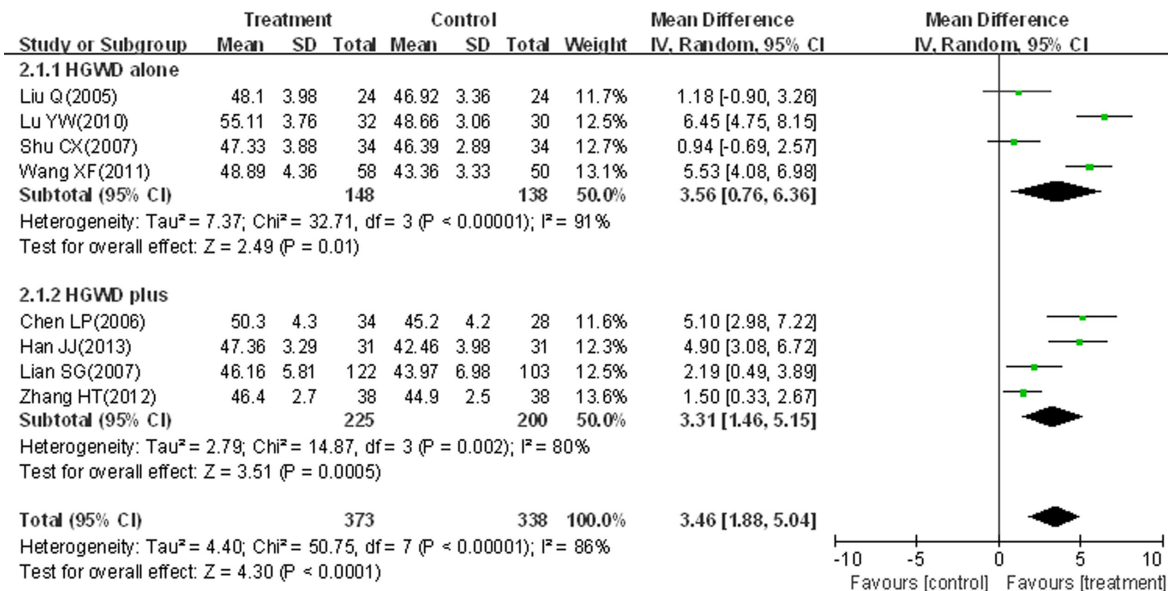 Treatment Control Mean Difference Mean Difference
Study or Subgroup Mean SD Total Mean SD Total Weight IV, Random, 95% CI IV, Random, 95% CI
2.1.1 HGWD alone
Liu Q(2005) 48.1 3.98 24 46.92 3.36 24 11.7% 1.18 [-0.90, 3.26]
Lu YW(2010) 55.11 3.76 32 48.66 3.06 30 12.5% 6.45 [4.75, 8.15]
Shu CX(2007) 47.33 3.88 34 46.39 2.89 34 12.7% 0.94 [-0.69, 2.57]
Wang XF(2011) 48.89 4.36 58 43.36 3.33 50 13.1% 5.53 [4.08, 6.98]
Subtotal (95% CI) 148 138 50.0% 3.56 [0.76, 6.36]
Heterogeneity: Tau² = 7.37; Chi² = 32.71, df = 3 (P < 0.00001); I² = 91%
Test for overall effect: Z = 2.49 (P = 0.01)
2.1.2 HGWD plus
Chen LP(2006) 50.3 4.3 34 45.2 4.2 28 11.6% 5.10 [2.98, 7.22]
Han JJ(2013) 47.36 3.29 31 42.46 3.98 31 12.3% 4.90 [3.08, 6.72]
Lian SG(2007) 46.16 5.81 122 43.97 6.98 103 12.5% 2.19 [0.49, 3.89]
Zhang HT(2012) 46.4 2.7 38 44.9 2.5 38 13.6% 1.50 [0.33, 2.67]
Subtotal (95% CI) 225 200 50.0% 3.31 [1.46, 5.15]
Heterogeneity: Tau² = 2.79; Chi² = 14.87, df = 3 (P = 0.002); I² = 80%
Test for overall effect: Z = 3.51 (P = 0.0005)
Total (95% CI) 373 338 100.0% 3.46 [1.88, 5.04]
Heterogeneity: Tau² = 4.40; Chi² = 50.75, df = 7 (P < 0.00001); I² = 86%
Test for overall effect: Z = 4.30 (P < 0.0001)
-10 -5 0 5 10
Favours [control] Favours [treatment]